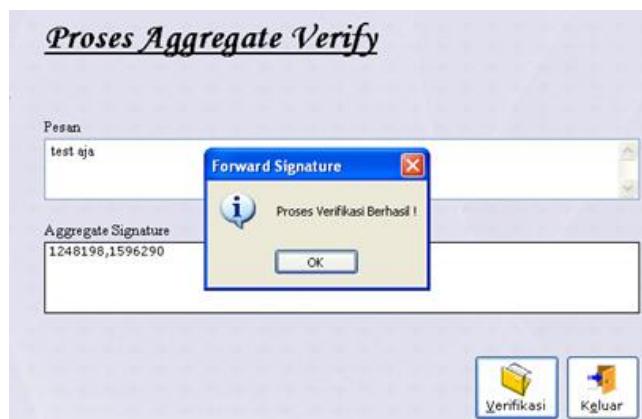 Proses Aggregate Verify
Pesan
test aja
Forward Signature
Proses Verifikasi Berhasil !
OK
Aggregate Signature
1248198,1596290
Verifikasi
Keluar